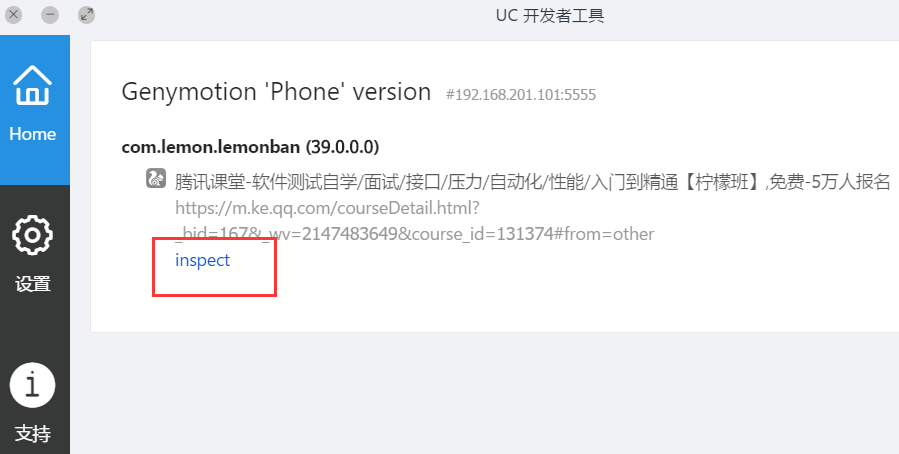 UC 开发者工具
Home
设置
支持
Genymotion 'Phone' version #192.168.201.101:5555
com.lemon.lemonban (39.0.0.0)
腾讯课堂-软件测试自学/面试/接口/压力/自动化/性能/入门到精通【柠檬班】,免费-5万人报名
https://m.ke.qq.com/courseDetail.html?
_bid=167&_wv=2147483649&course_id=131374#from=other
inspect